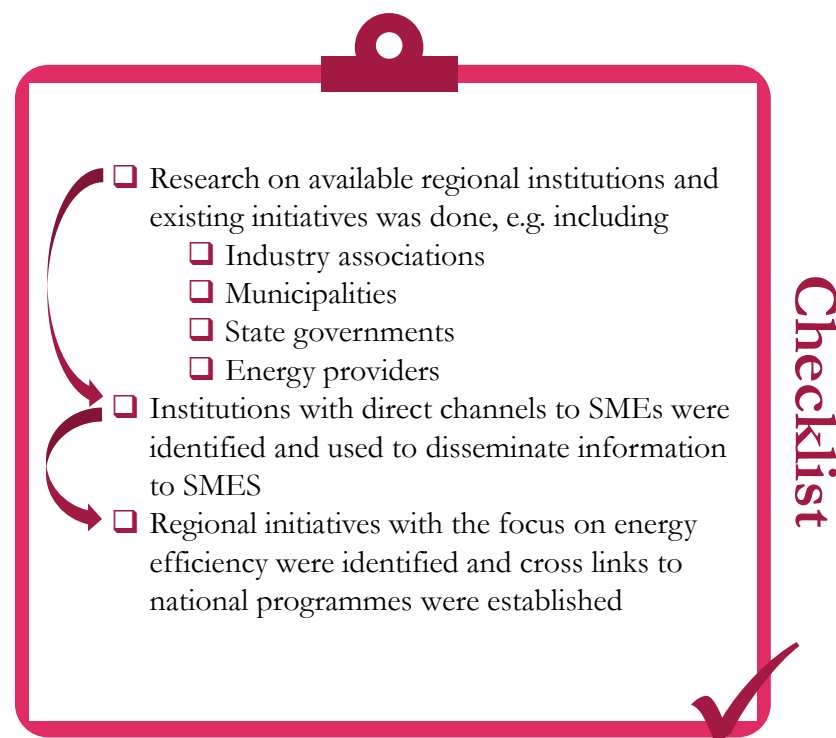 ❑ Research on available regional institutions and
existing initiatives was done, e.g. including
❑ Industry associations
❑ Municipalities
❑ State governments
❑ Energy providers
❑ Institutions with direct channels to SMEs were
identified and used to disseminate information
to SMES
❑ Regional initiatives with the focus on energy
efficiency were identified and cross links to
national programmes were established
Checklist